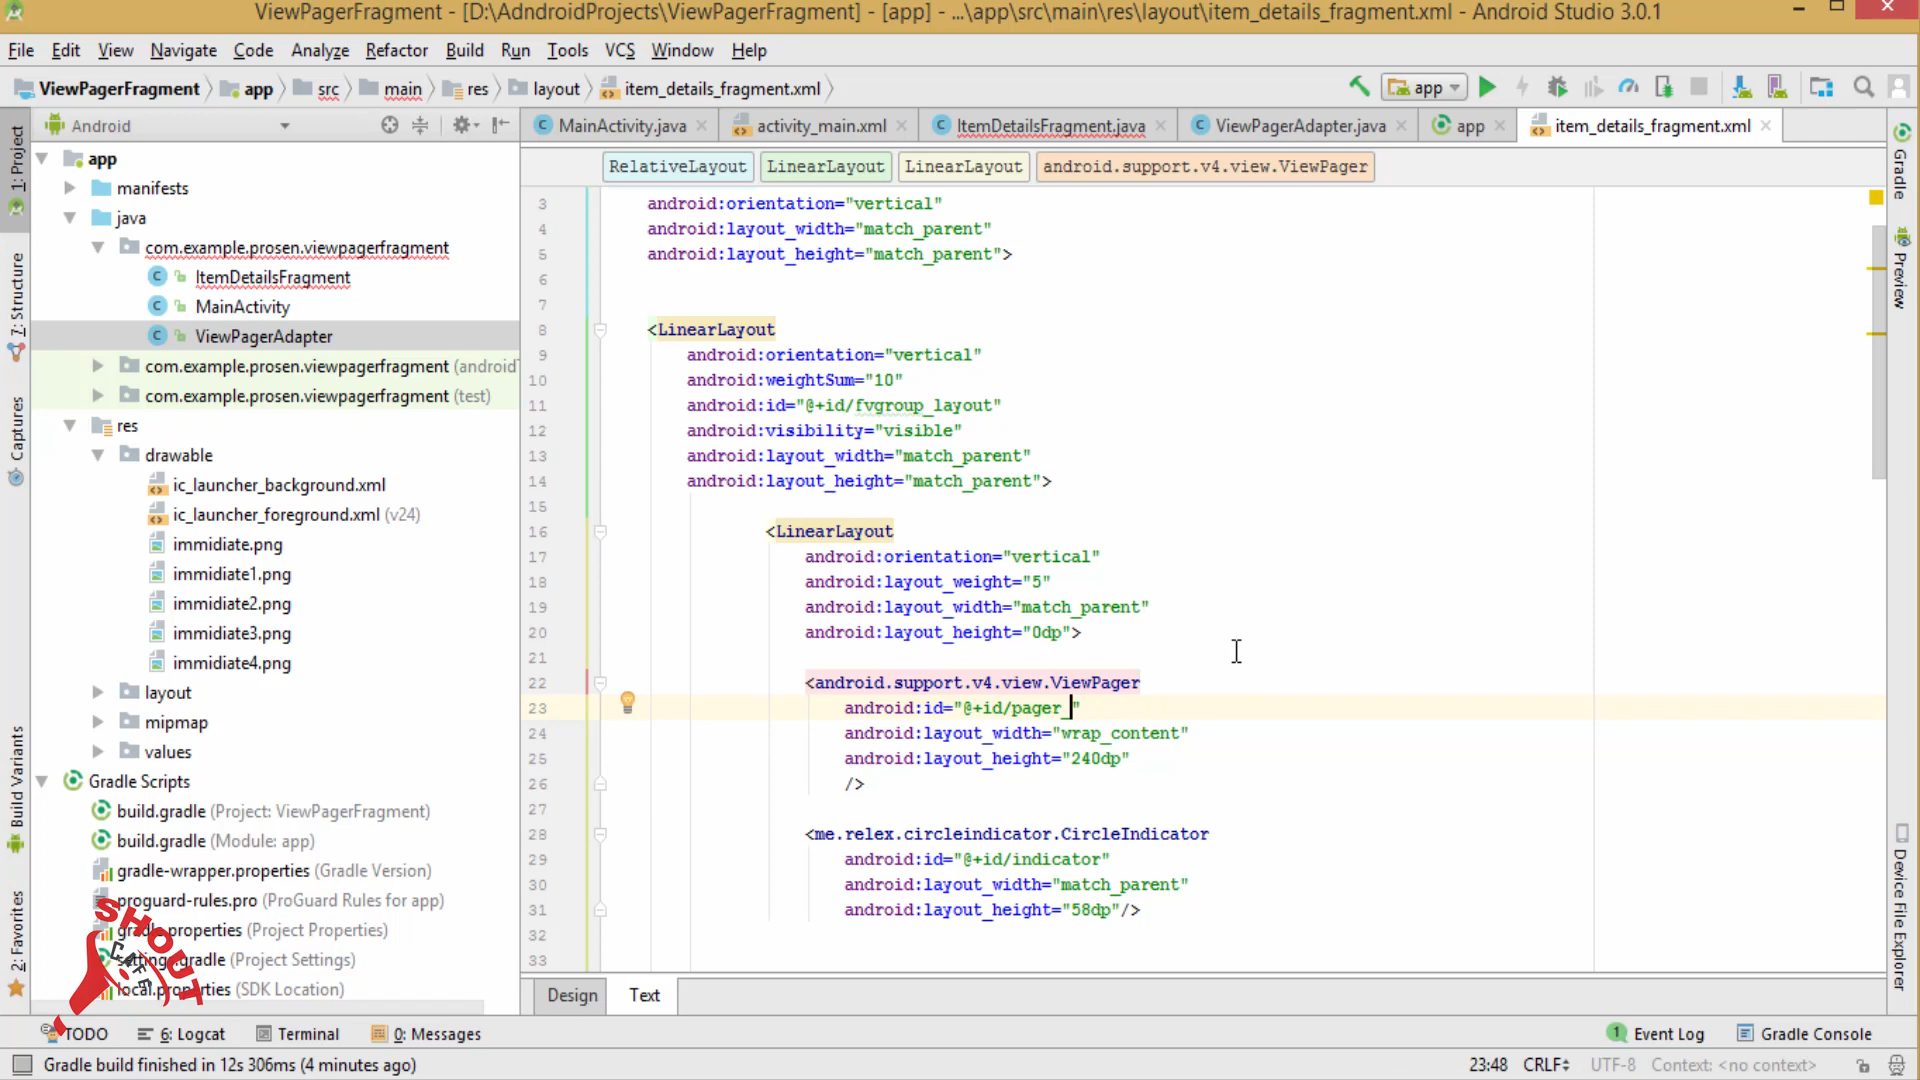 ViewPagerFragment - [D:\AdndroidProjects\ViewPagerFragment] - [app] - ...\app\src\main\res\layout\item_details_fragment.xml - Android Studio 3.0.1
File Edit View Navigate Code Analyze Refactor Build Run Tools VCS Window Help
ViewPagerFragment app src main res layout item_details_fragment.xml app
Android
MainActivity.java activity_main.xml ItemDetailsFragment.java ViewPagerAdapter.java app item_details_fragment.xml
RelativeLayout LinearLayout LinearLayout android.support.v4.view.ViewPager
1: Project
7: Structure
Captures
Build Variants
2: Favorites
app
manifests
java
com.example.prosen.viewpagerfragment
ItemDetailsFragment
MainActivity
ViewPagerAdapter
com.example.prosen.viewpagerfragment (android
com.example.prosen.viewpagerfragment (test)
res
drawable
ic_launcher_background.xml
ic_launcher_foreground.xml (v24)
immidiate.png
immidiate1.png
immidiate2.png
immidiate3.png
immidiate4.png
layout
mipmap
values
Gradle Scripts
build.gradle (Project: ViewPagerFragment)
build.gradle (Module: app)
gradle-wrapper.properties (Gradle Version)
proguard-rules.pro (ProGuard Rules for app)
gradle.properties (Project Properties)
settings.gradle (Project Settings)
local.properties (SDK Location)
SHOUT
CAFE
3 android:orientation="vertical"
4 android:layout_width="match_parent"
5 android:layout_height="match_parent">
6
7
8 <LinearLayout
9 android:orientation="vertical"
10 android:weightSum="10"
11 android:id="@+id/fvgroup_layout"
12 android:visibility="visible"
13 android:layout_width="match_parent"
14 android:layout_height="match_parent">
15
16 <LinearLayout
17 android:orientation="vertical"
18 android:layout_weight="5"
19 android:layout_width="match_parent"
20 android:layout_height="0dp">
21
22 <android.support.v4.view.ViewPager
23 android:id="@+id/pager_"
24 android:layout_width="wrap_content"
25 android:layout_height="240dp"
26 />
27
28 <me.relex.circleindicator.CircleIndicator
29 android:id="@+id/indicator"
30 android:layout_width="match_parent"
31 android:layout_height="58dp"/>
32
33
Gradle
Preview
Device File Explorer
Design Text
TODO 6: Logcat Terminal 0: Messages 1 Event Log Gradle Console
Gradle build finished in 12s 306ms (4 minutes ago) 23:48 CRLF UTF-8 Context: <no context>